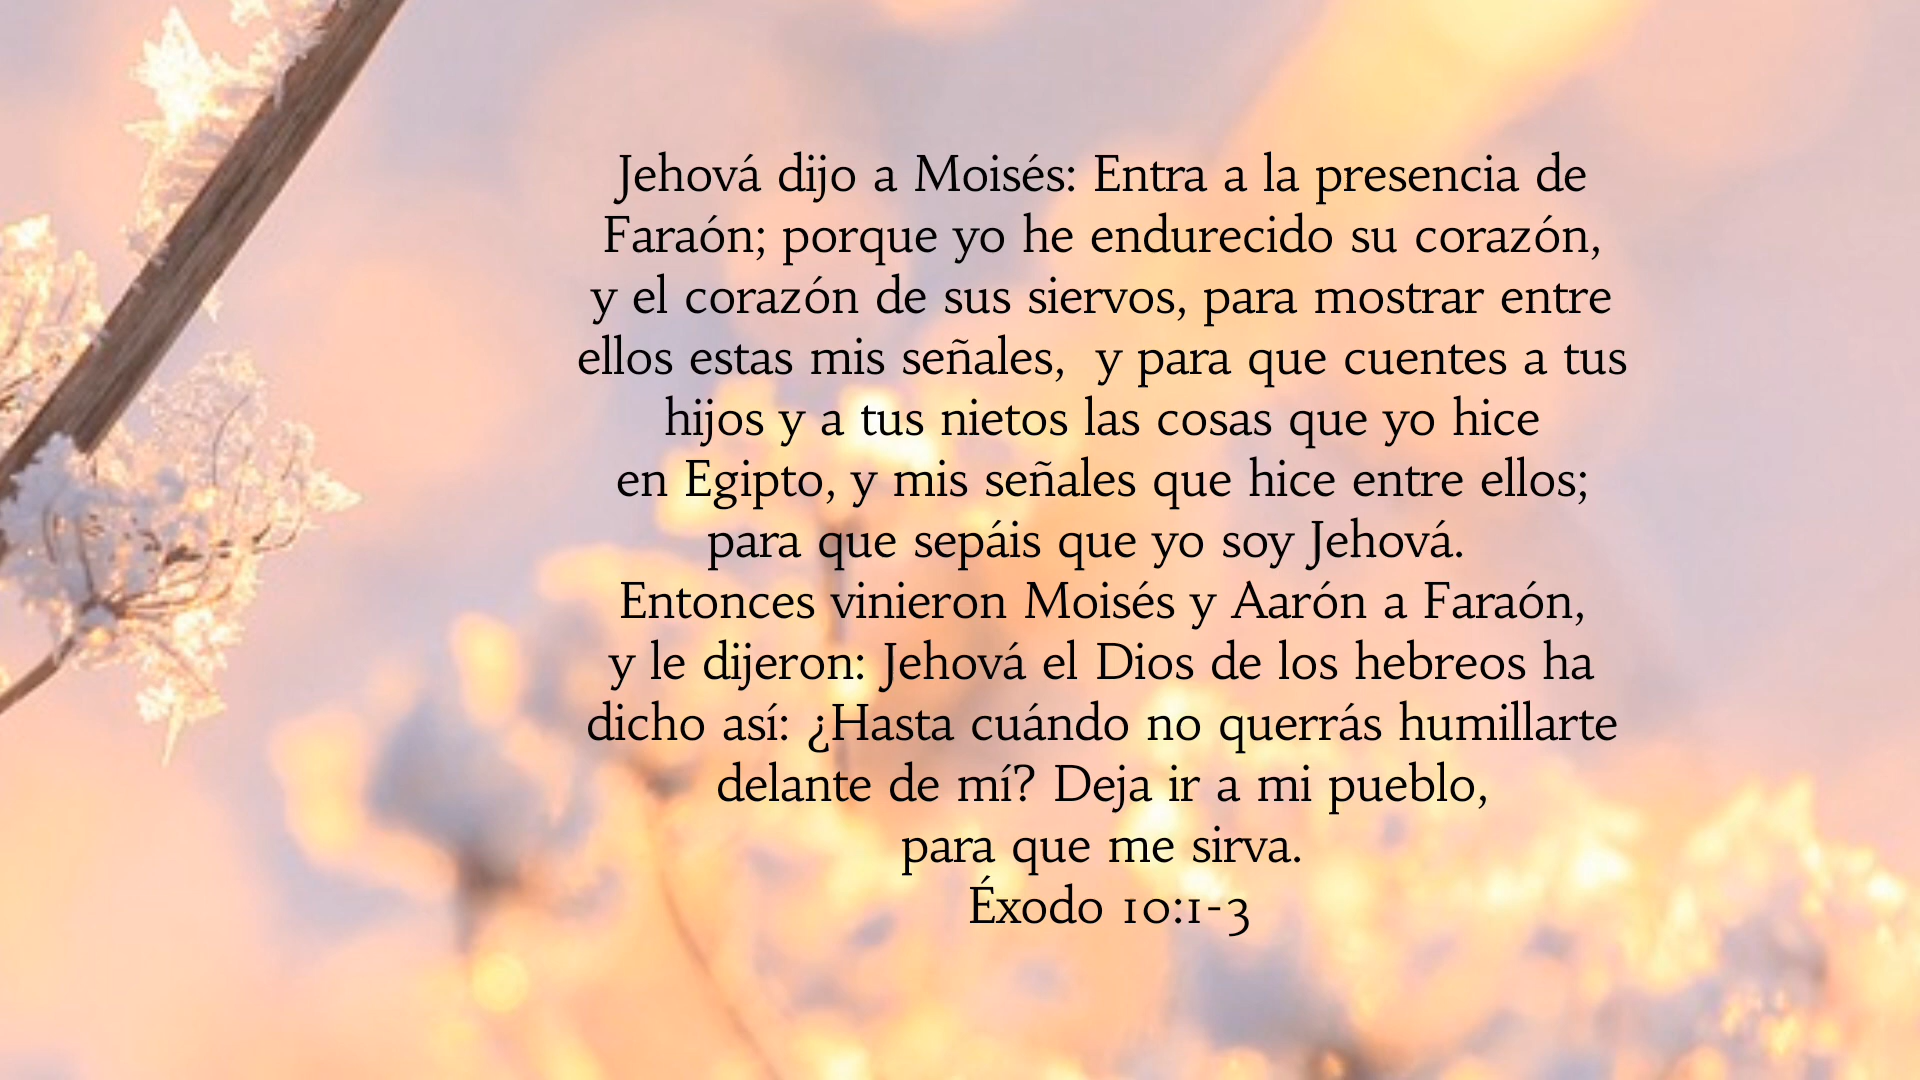 Jehová dijo a Moisés: Entra a la presencia de
Faraón; porque yo he endurecido su corazón,
y el corazón de sus siervos, para mostrar entre
ellos estas mis señales,  y para que cuentes a tus
hijos y a tus nietos las cosas que yo hice
en Egipto, y mis señales que hice entre ellos;
para que sepáis que yo soy Jehová.
Entonces vinieron Moisés y Aarón a Faraón,
y le dijeron: Jehová el Dios de los hebreos ha
dicho así: ¿Hasta cuándo no querrás humillarte
delante de mí? Deja ir a mi pueblo,
para que me sirva.
Éxodo 10:1-3